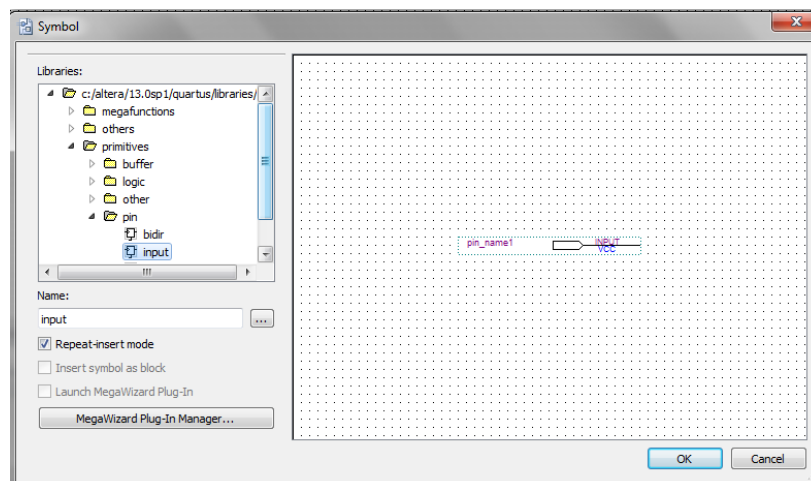 Symbol
Libraries:
c:/altera/13.0sp1/quartus/libraries/
megafunctions
others
primitives
buffer
logic
other
pin
bidir
input
Name:
input
...
Repeat-insert mode
Insert symbol as block
Launch MegaWizard Plug-In
MegaWizard Plug-In Manager...
pin_name1
INPUT
VCC
OK
Cancel